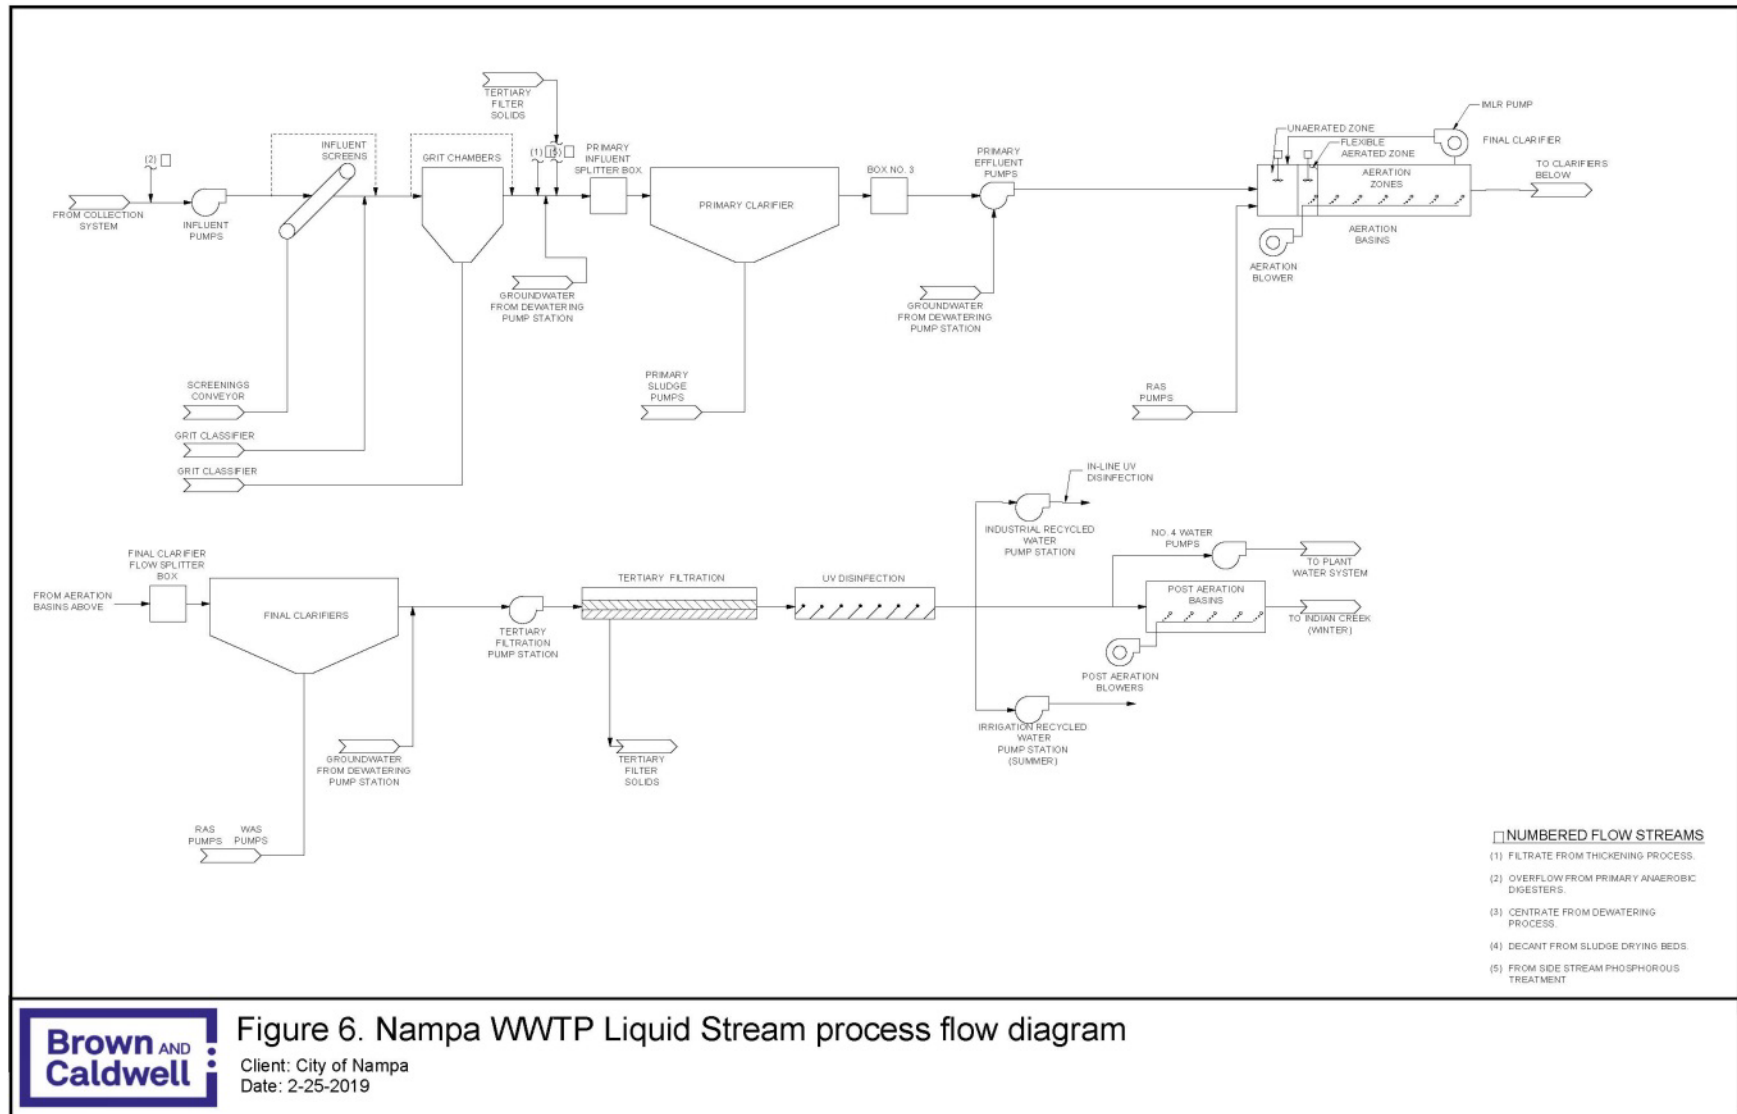 TERTIARY
FILTER
SOLIDS
IMLR PUMP
UNAERATED ZONE
FLEXIBLE
AERATED ZONE
FINAL CLARIFIER
(2)
INFLUENT
SCREENS
GRIT CHAMBERS
(1)
(5)
PRIMARY
INFLUENT
SPLITTER BOX
PRIMARY
EFFLUENT
PUMPS
BOX NO. 3
AERATION
ZONES
TO CLARIFIERS
BELOW
FROM COLLECTION
SYSTEM
INFLUENT
PUMPS
PRIMARY CLARIFIER
AERATION
BASINS
AERATION
BLOWER
GROUNDWATER
FROM DEWATERING
PUMP STATION
GROUNDWATER
FROM DEWATERING
PUMP STATION
SCREENINGS
CONVEYOR
PRIMARY
SLUDGE
PUMPS
RAS
PUMPS
GRIT CLASSIFIER
GRIT CLASSIFIER
IN-LINE UV
DISINFECTION
INDUSTRIAL RECYCLED
WATER
PUMP STATION
NO. 4 WATER
PUMPS
TO PLANT
WATER SYSTEM
FINAL CLARIFIER
FLOW SPLITTER
BOX
FROM AERATION
BASINS ABOVE
FINAL CLARIFIERS
TERTIARY FILTRATION
UV DISINFECTION
POST AERATION
BASINS
TO INDIAN CREEK
(WINTER)
TERTIARY
FILTRATION
PUMP STATION
POST AERATION
BLOWERS
IRRIGATION RECYCLED
WATER
PUMP STATION
(SUMMER)
GROUNDWATER
FROM DEWATERING
PUMP STATION
TERTIARY
FILTER
SOLIDS
RAS
PUMPS
WAS
PUMPS
NUMBERED FLOW STREAMS
(1) FILTRATE FROM THICKENING PROCESS.
(2) OVERFLOW FROM PRIMARY ANAEROBIC
DIGESTERS.
(3) CENTRATE FROM DEWATERING
PROCESS.
(4) DECANT FROM SLUDGE DRYING BEDS.
(5) FROM SIDE STREAM PHOSPHOROUS
TREATMENT
Brown AND
Caldwell
Figure 6. Nampa WWTP Liquid Stream process flow diagram
Client: City of Nampa
Date: 2-25-2019